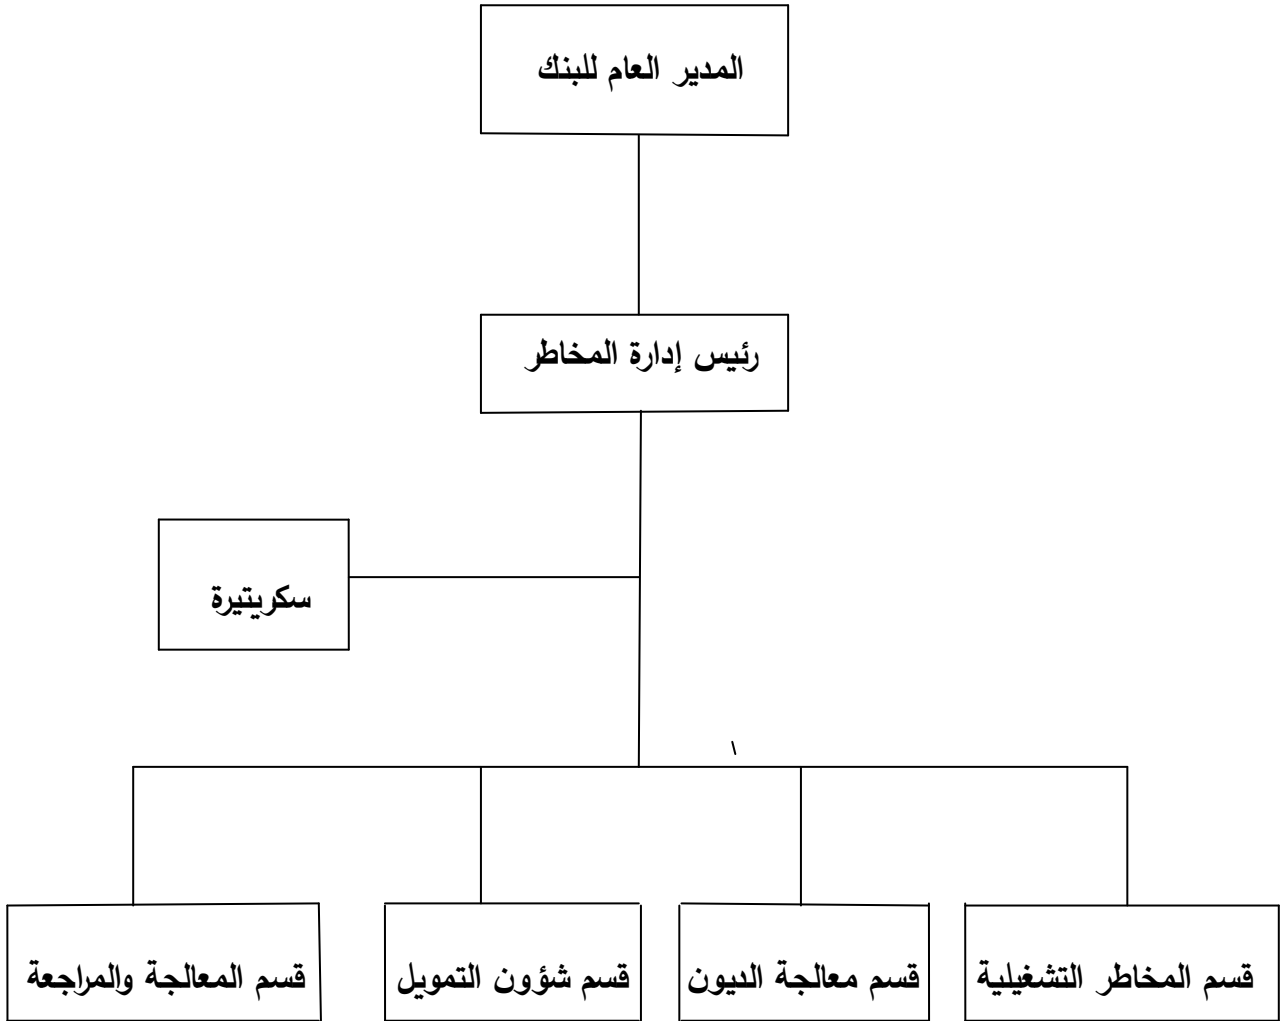 المدير العام للبنك
رئيس إدارة المخاطر
سكريتيرة
١
قسم المخاطر التشغيلية
قسم معالجة الديون
قسم شؤون التمويل
قسم المعالجة والمراجعة